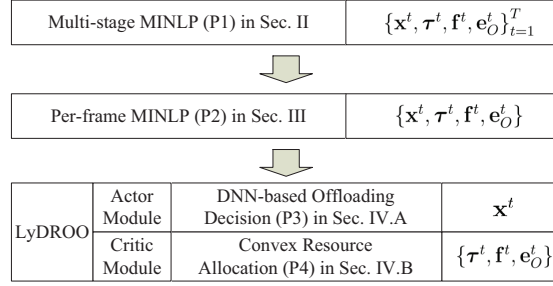 Multi-stage MINLP (P1) in Sec. II
{x^t, τ^t, f^t, e_O^t}_{t=1}^T
Per-frame MINLP (P2) in Sec. III
{x^t, τ^t, f^t, e_O^t}
LyDROO
Actor
Module
DNN-based Offloading
Decision (P3) in Sec. IV.A
x^t
Critic
Module
Convex Resource
Allocation (P4) in Sec. IV.B
{τ^t, f^t, e_O^t}